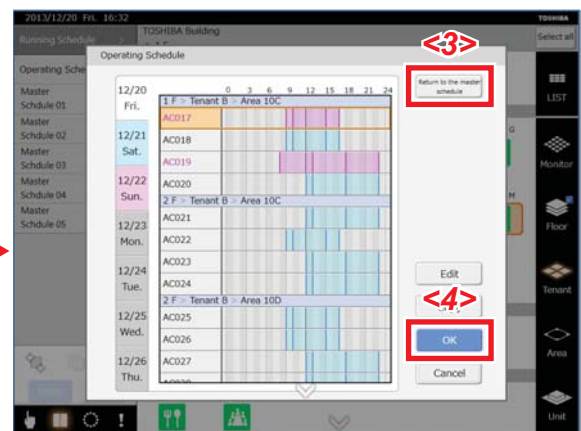 2013/12/20 Fri. 16:32
TOSHIBA
TOSHIBA Building
Running Schedule
Select all
<3>
Operating Schedule
Operating Sche
Return to the master
schedule
12/20
Fri.
0 3 6 9 12 15 18 21 24
1 F > Tenant B > Area 10C
AC017
AC018
AC019
AC020
2 F > Tenant B > Area 10C
AC021
AC022
AC023
AC024
2 F > Tenant B > Area 10D
AC025
AC026
AC027
12/21
Sat.
12/22
Sun.
12/23
Mon.
12/24
Tue.
12/25
Wed.
12/26
Thu.
Master
Schdule 01
Master
Schdule 02
Master
Schdule 03
Master
Schdule 04
Master
Schdule 05
Edit
<4>
OK
Cancel
LIST
G
Monitor
M
Floor
Tenant
Area
Unit
!